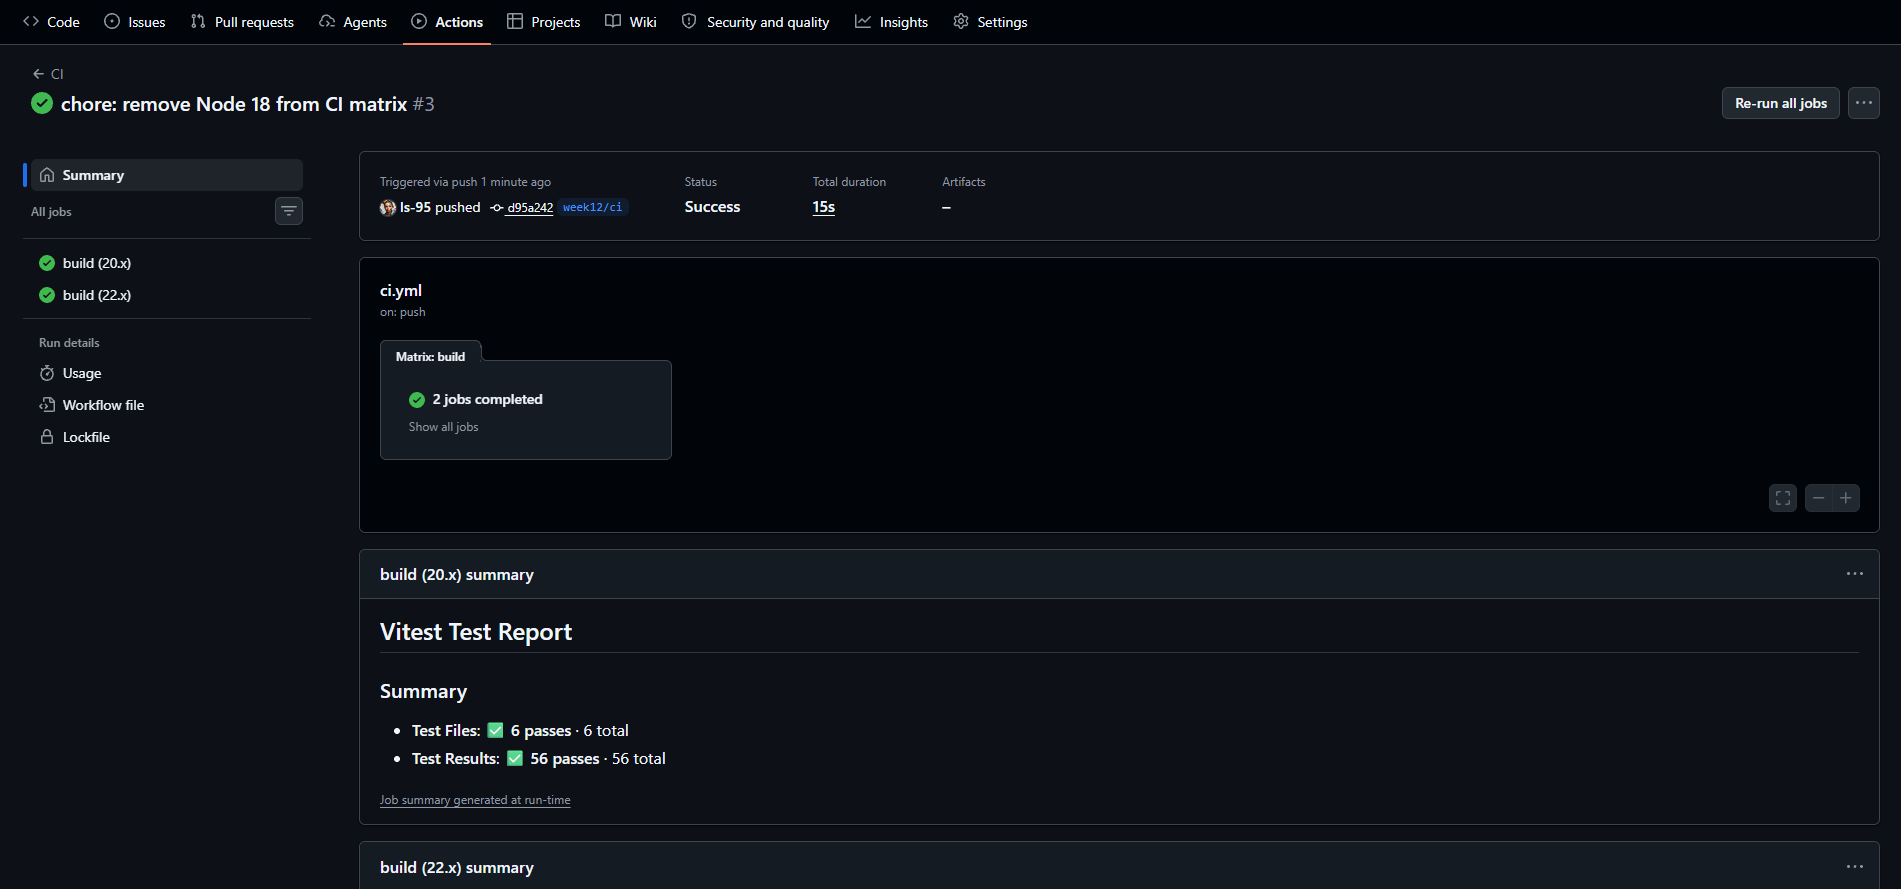 Code Issues Pull requests Agents Actions Projects Wiki Security and quality Insights Settings
CI
chore: remove Node 18 from CI matrix #3
Re-run all jobs
Summary
All jobs
build (20.x)
build (22.x)
Run details
Usage
Workflow file
Lockfile
Triggered via push 1 minute ago
ls-95 pushed d95a242 week12/ci
Status
Success
Total duration
15s
Artifacts
–
ci.yml
on: push
Matrix: build
2 jobs completed
Show all jobs
build (20.x) summary
Vitest Test Report
Summary
• Test Files: ✅ 6 passes · 6 total
• Test Results: ✅ 56 passes · 56 total
Job summary generated at run-time
build (22.x) summary